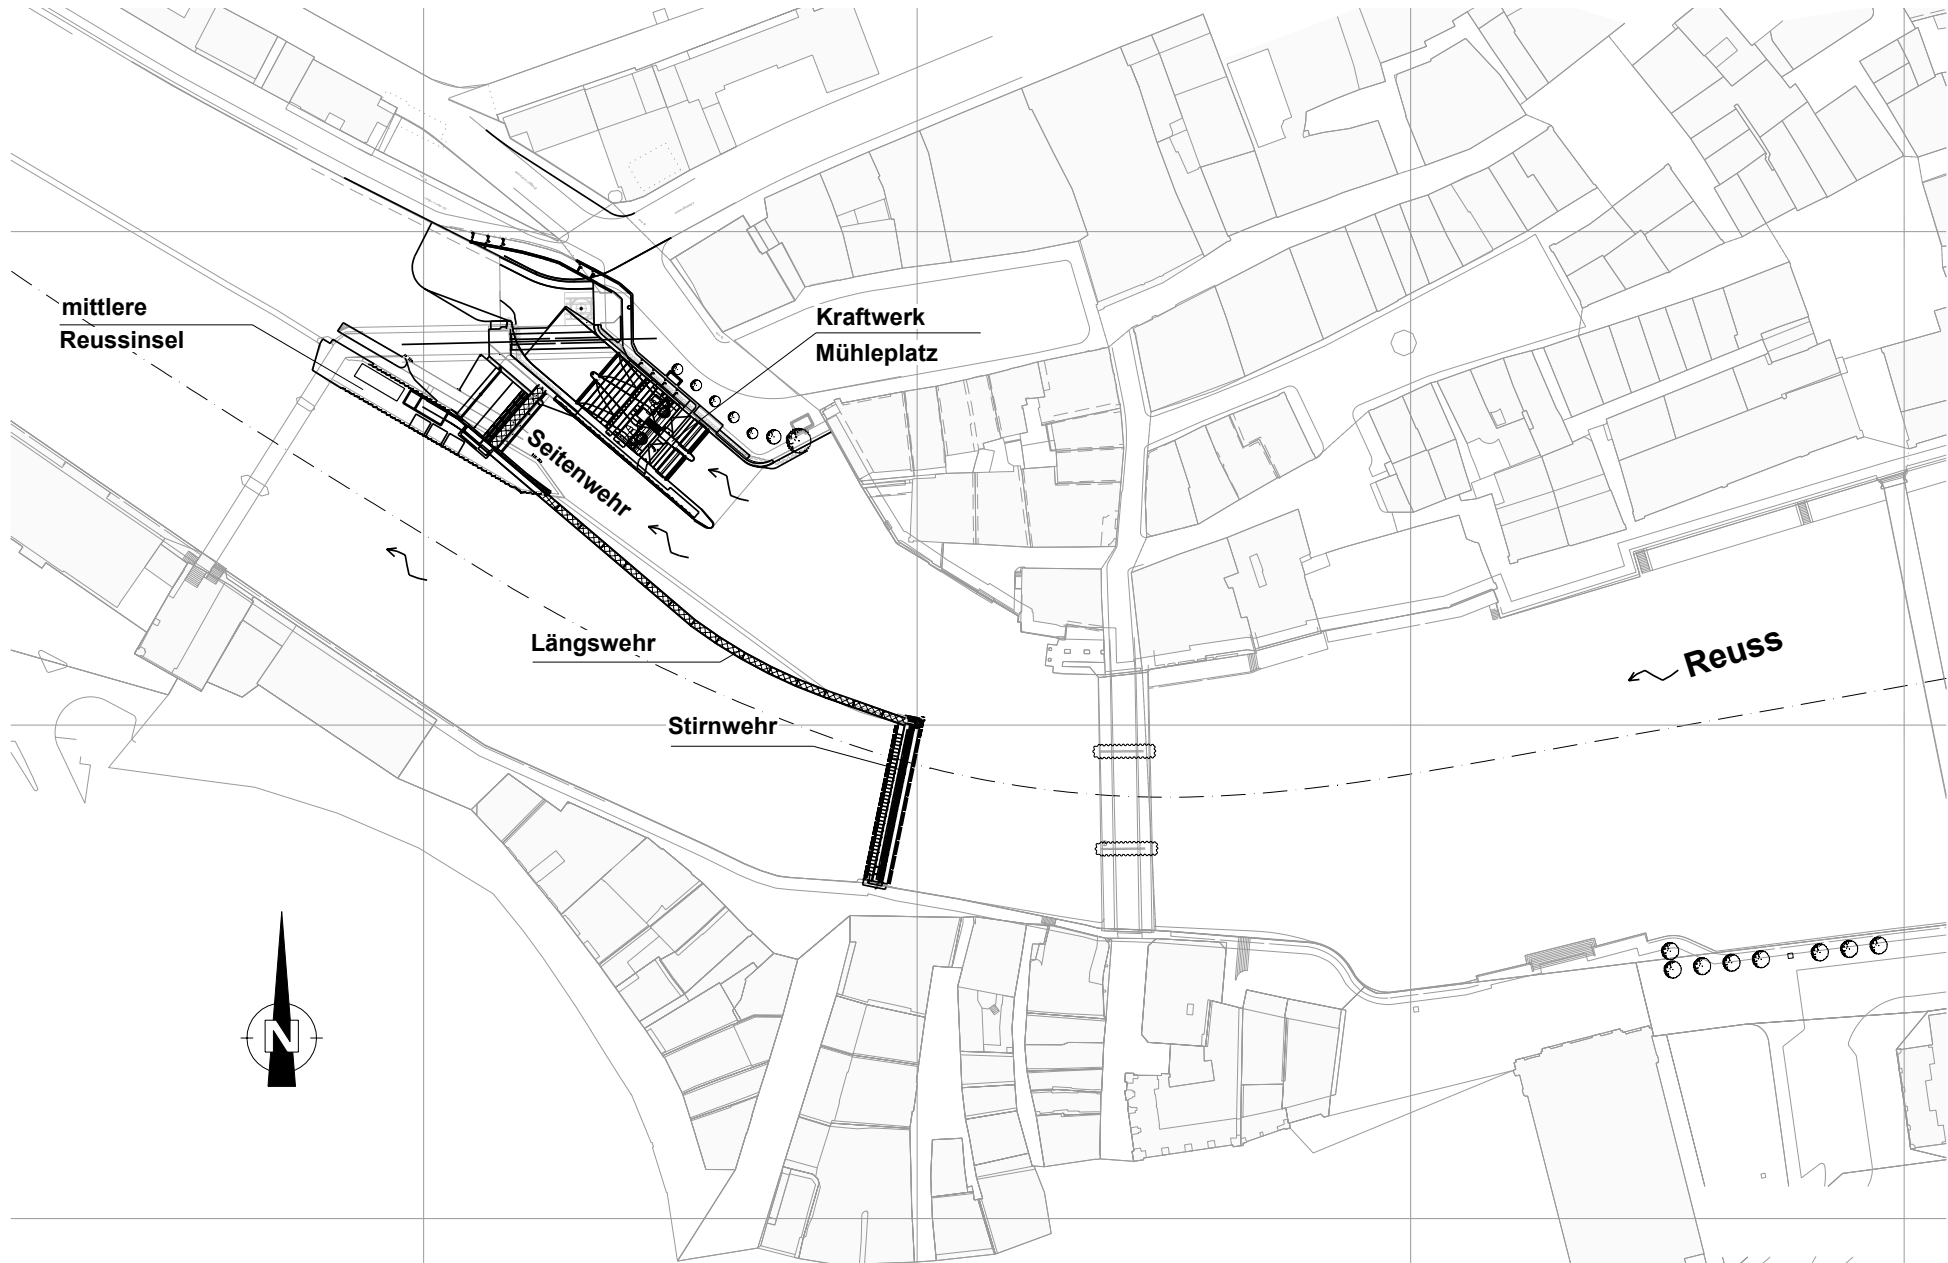 mittlere
Reussinsel
Kraftwerk
Mühleplatz
Seitenwehr
Längswehr
Stirnwehr
Reuss
N